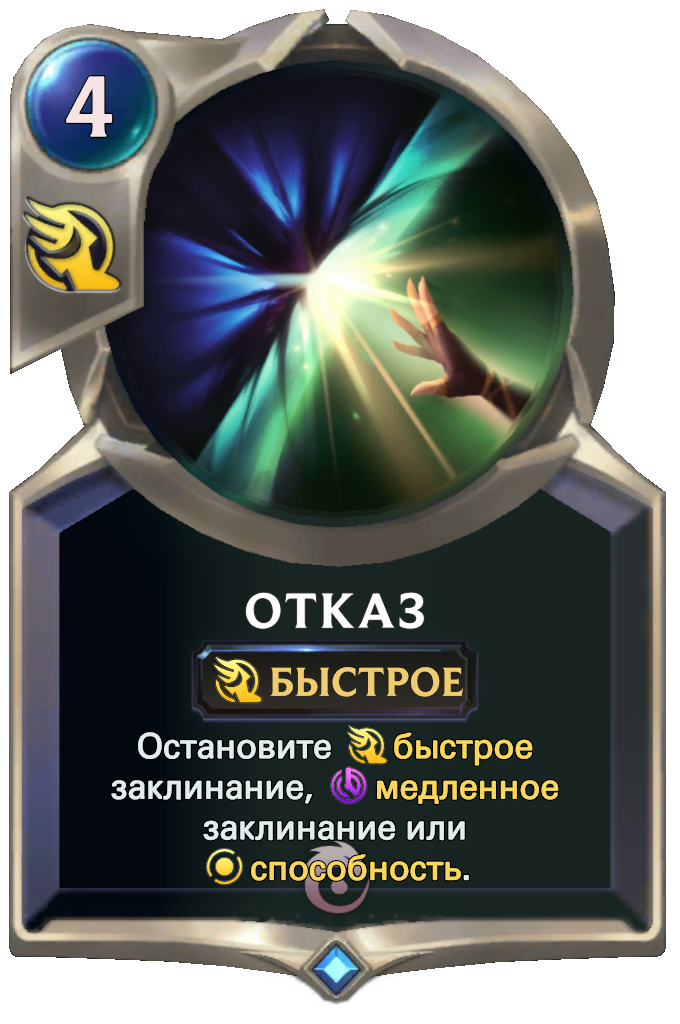 4
ОТКАЗ
БЫСТРОЕ
Остановите быстрое
заклинание, медленное
заклинание или
способность.